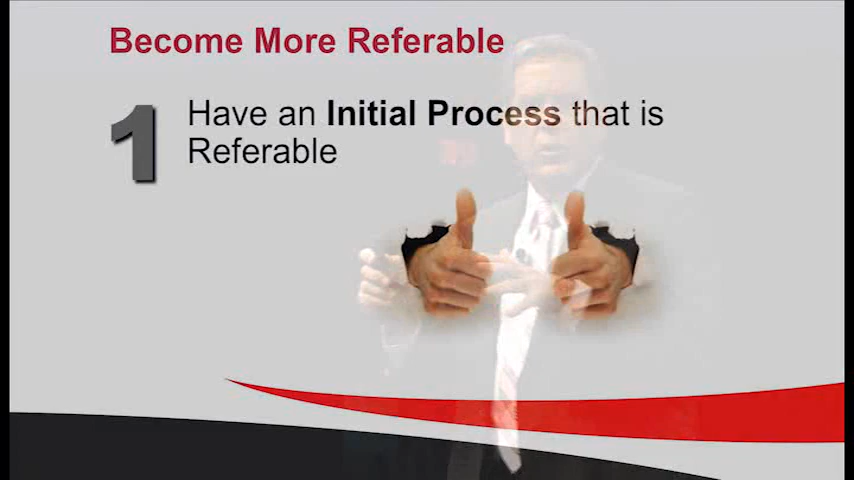 Become More Referable
1
Have an Initial Process that is
Referable